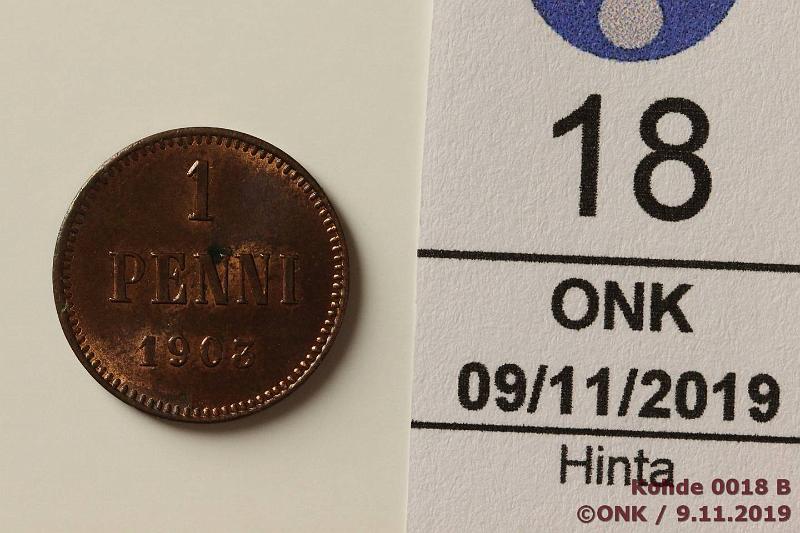 1
PENNI
1903
18
ONK
09/11/2019
Hinta
Kohde 0018 B
©ONK / 9.11.2019